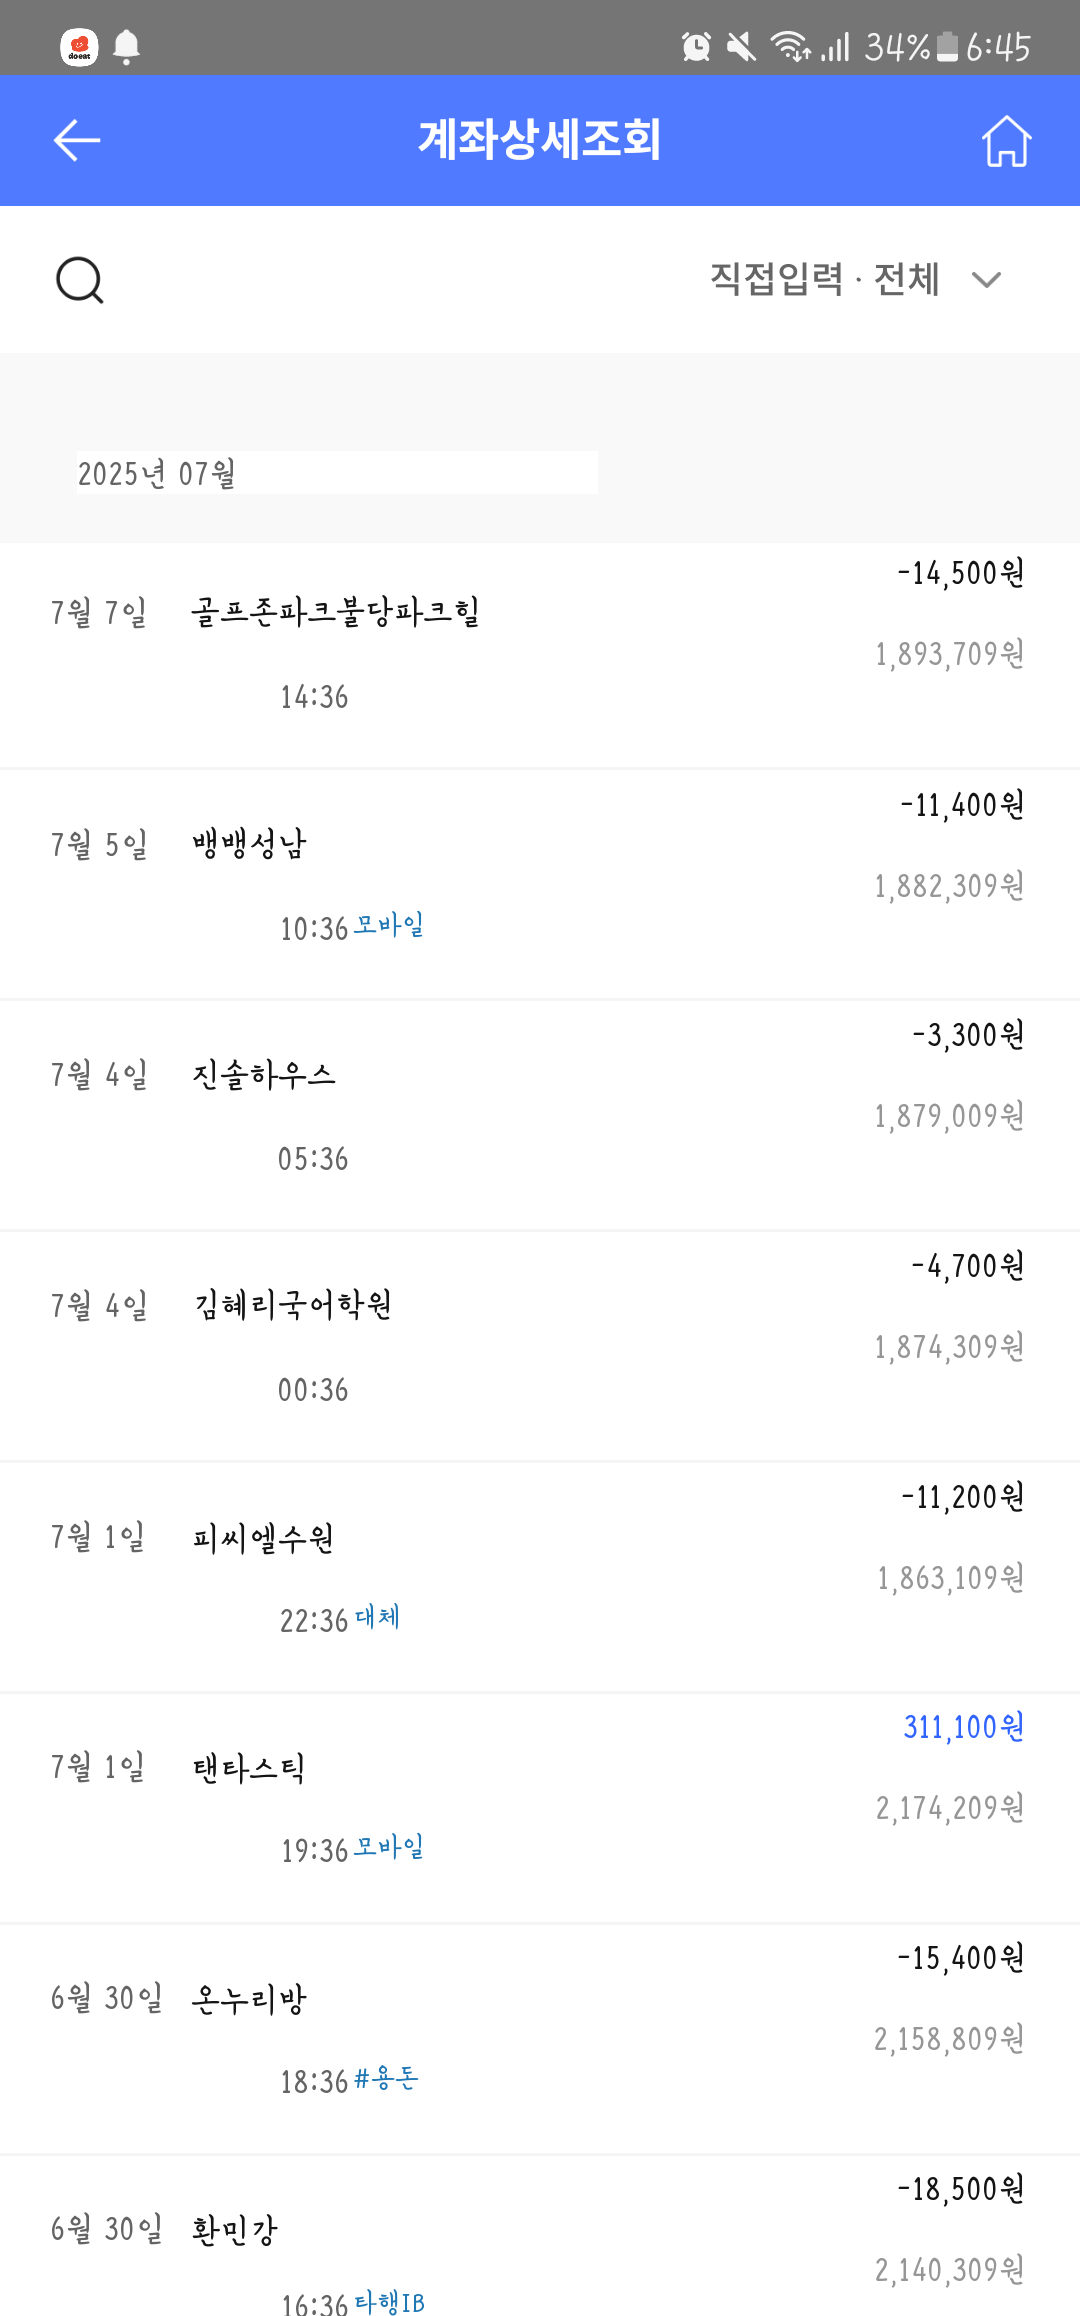 doeat
34% 6:45
계좌상세조회
직접입력 · 전체
2025년 07월
-14,500원
7월 7일 골프존파크불당파크힐
1,893,709원
14:36
-11,400원
7월 5일 뱅뱅성남
1,882,309원
10:36 모바일
-3,300원
7월 4일 진솔하우스
1,879,009원
05:36
-4,700원
7월 4일 김혜리국어학원
1,874,309원
00:36
-11,200원
7월 1일 피씨엘수원
1,863,109원
22:36 대체
311,100원
7월 1일 탠타스틱
2,174,209원
19:36 모바일
-15,400원
6월 30일 온누리방
2,158,809원
18:36 #용돈
-18,500원
6월 30일 환민강
2,140,309원
16:36 타행IB